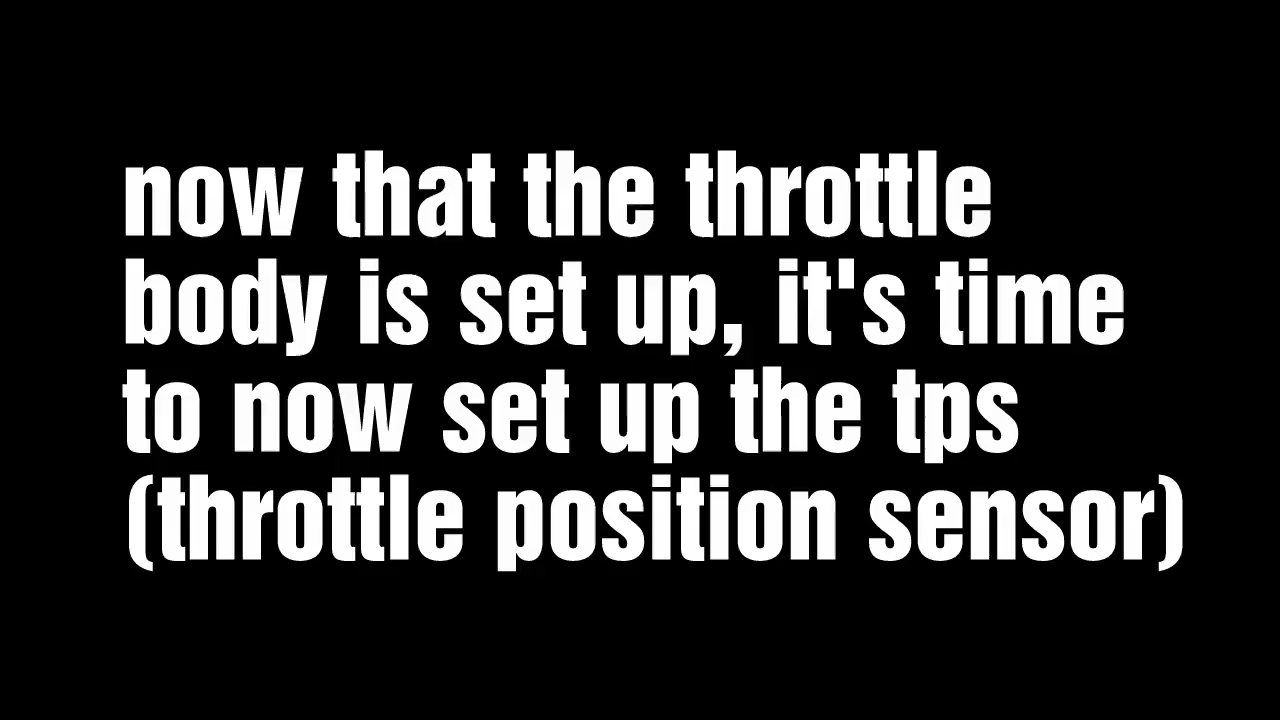 now that the throttle
body is set up, it's time
to now set up the tps
(throttle position sensor)